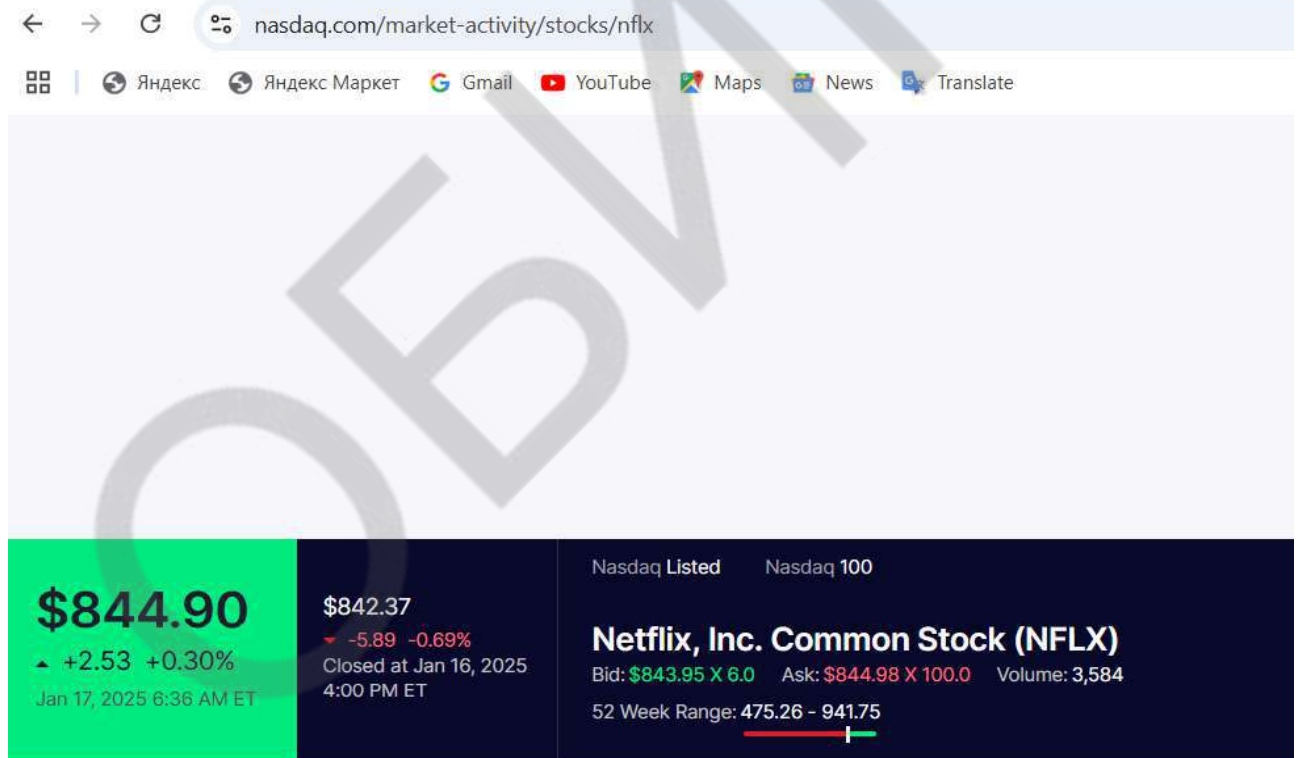 nasdaq.com/market-activity/stocks/nflx
Яндекс Яндекс Маркет Gmail YouTube Maps News Translate
ОБИ
$844.90
+2.53 +0.30%
Jan 17, 2025 6:36 AM ET
$842.37
-5.89 -0.69%
Closed at Jan 16, 2025
4:00 PM ET
Nasdaq Listed Nasdaq 100
Netflix, Inc. Common Stock (NFLX)
Bid: $843.95 X 6.0 Ask: $844.98 X 100.0 Volume: 3,584
52 Week Range: 475.26 - 941.75